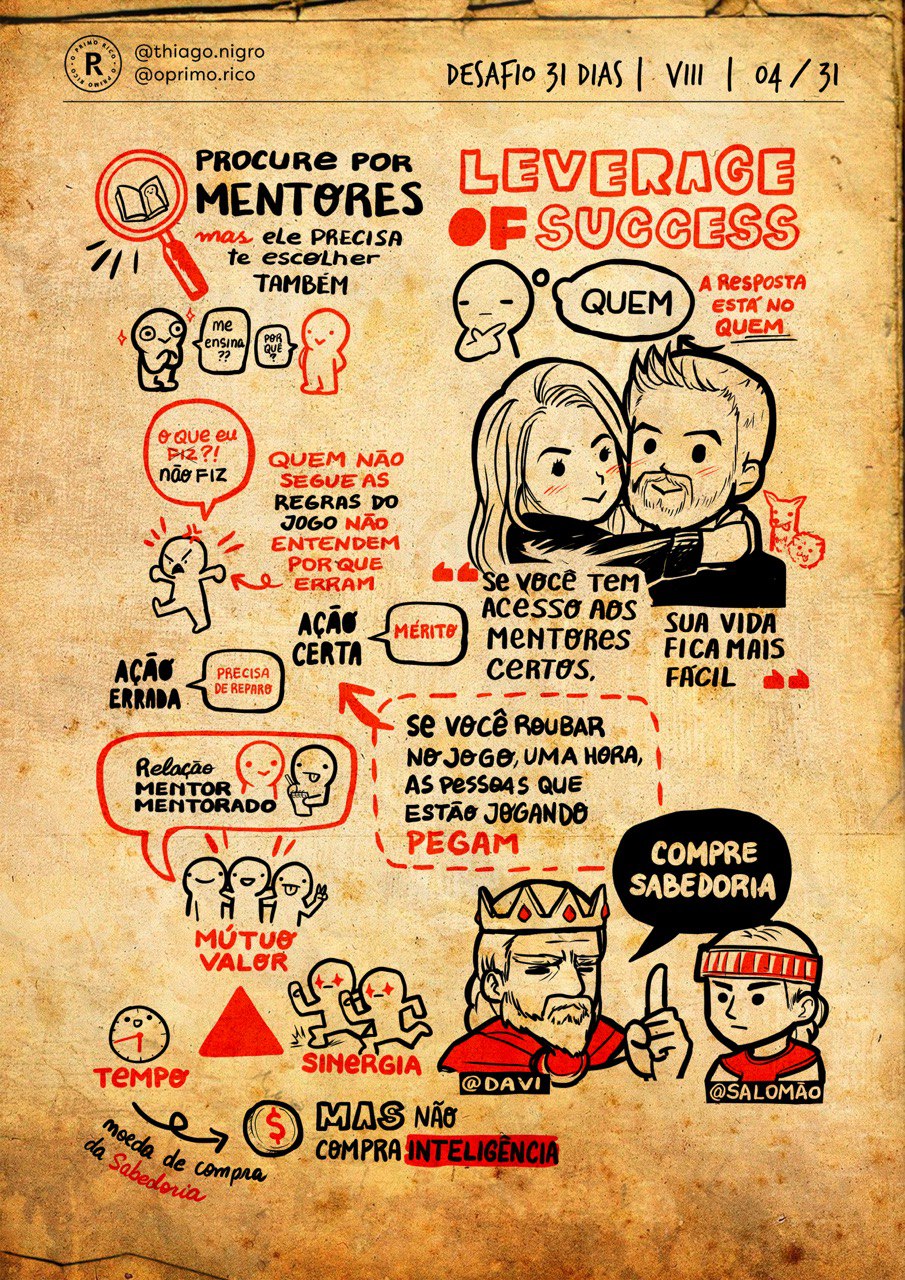 R
O PRIMO RICO • O PRIMO RICO •
@thiago.nigro
@oprimo.rico
DESAFIO 31 DIAS | VIII | 04/31
PROCURE POR
MENTORES
mas ele PRECISA
te escolher
TAMBÉM
me
ensina
??
POR
QUÊ
?
LEVERAGE
OF SUCCESS
QUEM
A RESPOSTA
ESTÁ NO
QUEM
O QUE EU
FIZ?!
NÃO FIZ
QUEM NÃO
SEGUE AS
REGRAS DO
JOGO NÃO
ENTENDEM
POR QUE
ERRAM
“ SE VOCÊ TEM
ACESSO AOS
MENTORES
CERTOS,
SUA VIDA
FICA MAIS
FÁCIL ”
AÇÃO
CERTA
MÉRITO
AÇÃO
ERRADA
PRECISA
DE REPARO
SE VOCÊ ROUBAR
NO JOGO, UMA HORA,
AS PESSOAS QUE
ESTÃO JOGANDO
PEGAM
Relação
MENTOR
MENTORADO
MÚTUO
VALOR
TEMPO
SINERGIA
COMPRE
SABEDORIA
@DAVI
@SALOMÃO
moeda de compra
da Sabedoria
$
MAS NÃO
COMPRA INTELIGÊNCIA